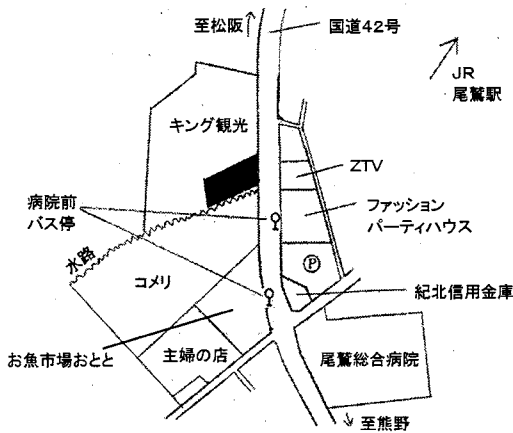 至松阪
国道42号
JR
尾鷲駅
キング観光
ZTV
病院前
バス停
ファッション
パーティハウス
水路
コメリ
P
紀北信用金庫
お魚市場おとと
主婦の店
尾鷲総合病院
至熊野